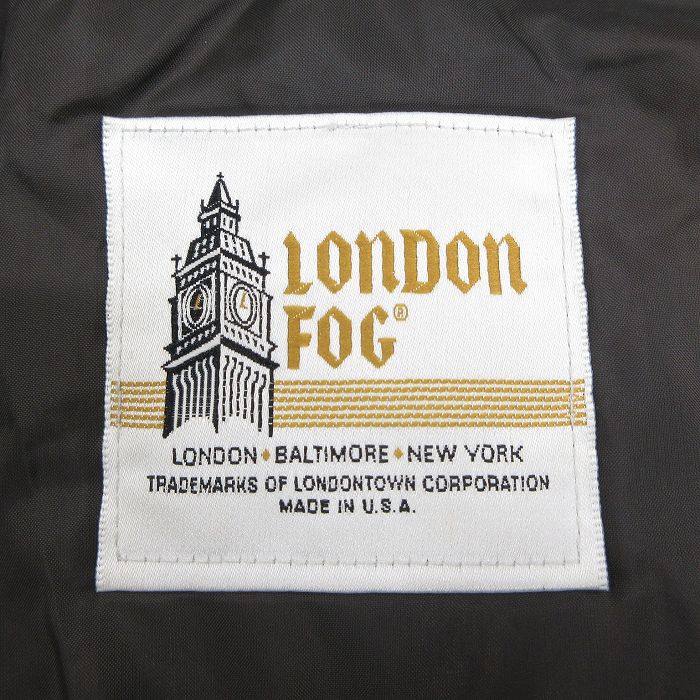 LONDON
FOG®
LONDON ♦ BALTIMORE ♦ NEW YORK
TRADEMARKS OF LONDONTOWN CORPORATION
MADE IN U.S.A.